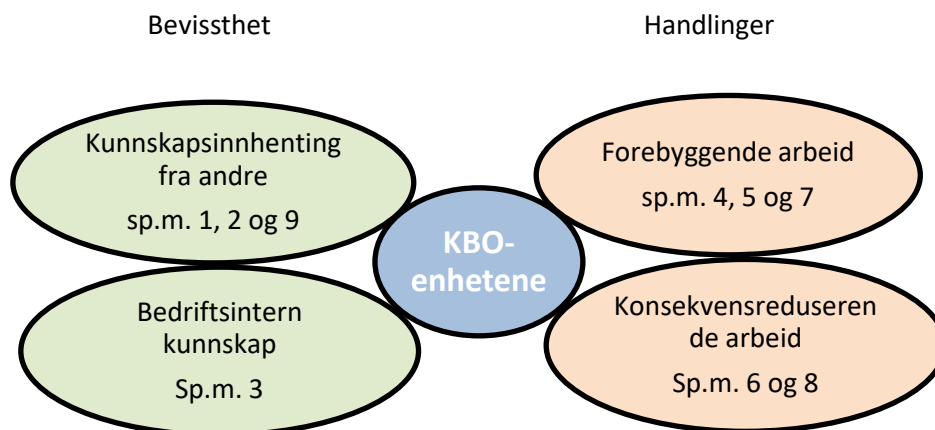 Bevissthet
Handlinger
Kunnskapsinnhenting
fra andre
sp.m. 1, 2 og 9
Forebyggende arbeid
sp.m. 4, 5 og 7
KBO-
enhetene
Bedriftsintern
kunnskap
Sp.m. 3
Konsekvensreduseren
de arbeid
Sp.m. 6 og 8